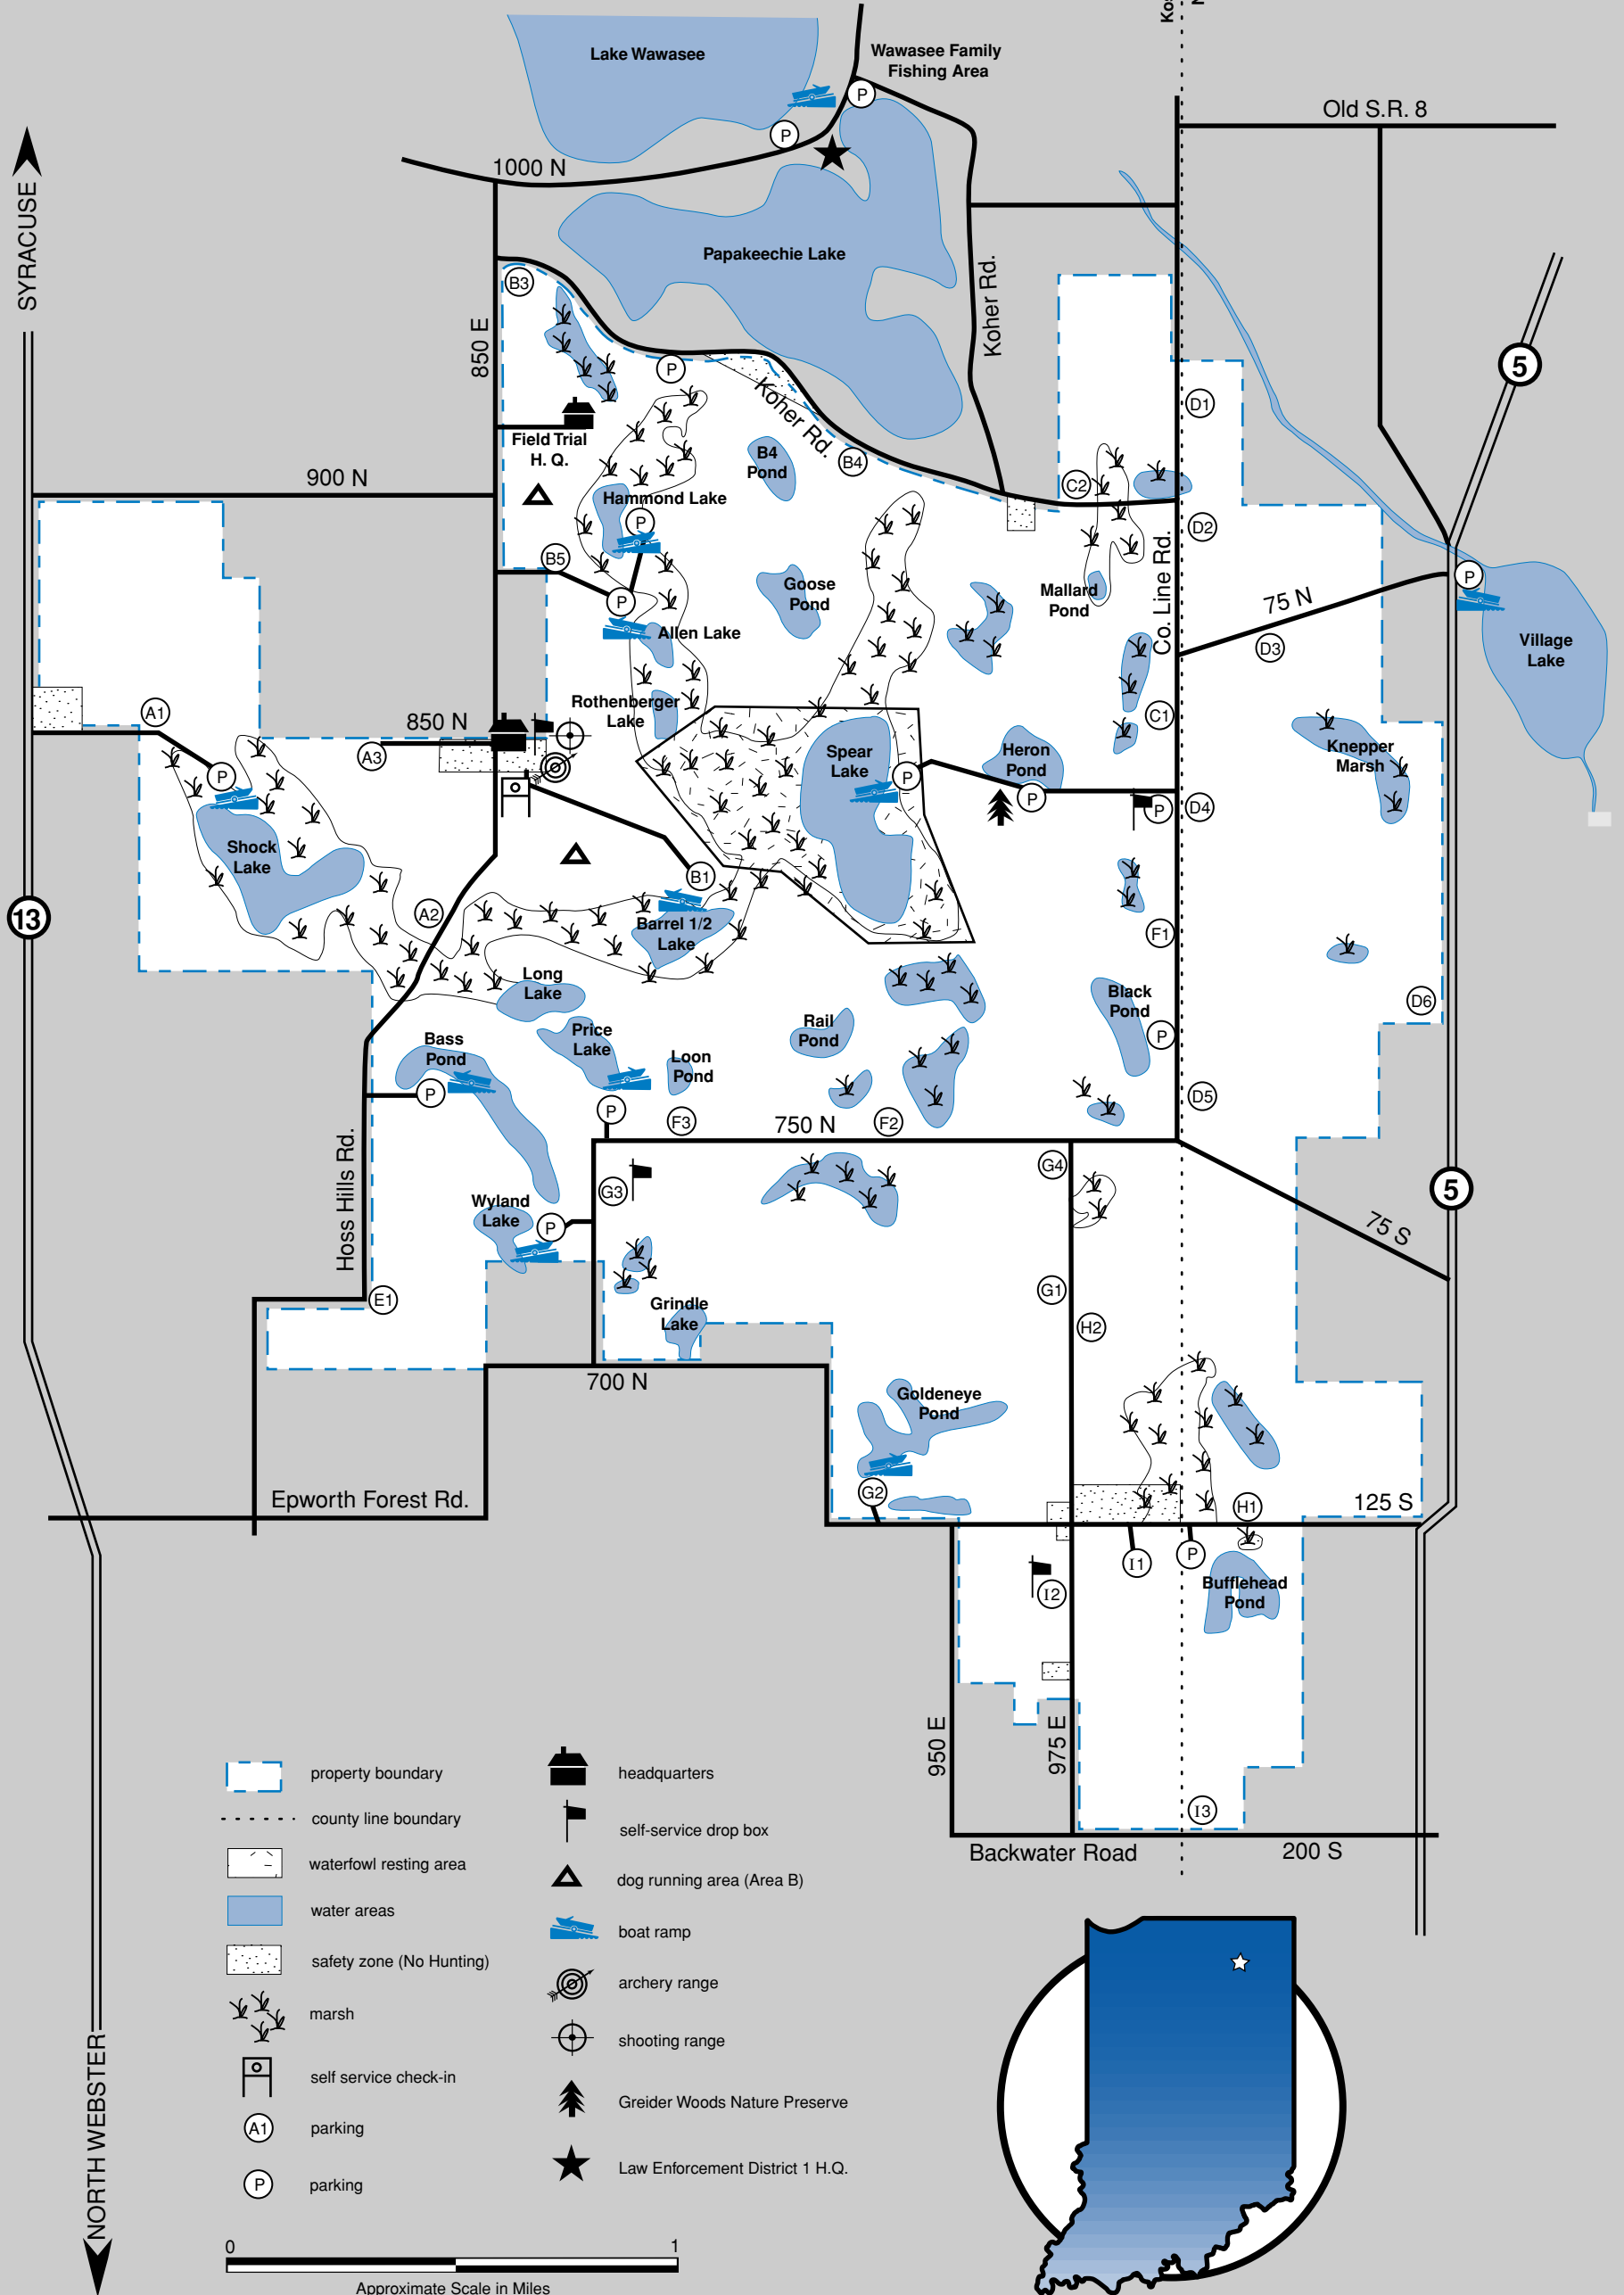 Kos
N
Lake Wawasee
Wawasee Family
Fishing Area
P
P
Old S.R. 8
1000 N
SYRACUSE
Papakeechie Lake
Koher Rd.
B3
850 E
5
P
D1
Koher Rd.
Field Trial
H. Q.
B4
Pond
B4
900 N
C2
Hammond Lake
P
D2
B5
Co. Line Rd.
Goose
Pond
Mallard
Pond
75 N
P
P
Allen Lake
D3
Village
Lake
Rothenberger
Lake
A1
850 N
C1
A3
Spear
Lake
Heron
Pond
Knepper
Marsh
P
P
P
P
D4
Shock
Lake
B1
13
A2
Barrel 1/2
Lake
F1
Long
Lake
Black
Pond
D6
Price
Lake
Rail
Pond
Bass
Pond
P
Loon
Pond
P
P
F3
750 N
F2
D5
Hoss Hills Rd.
G4
G3
5
Wyland
Lake
P
75 S
G1
E1
Grindle
Lake
H2
700 N
Goldeneye
Pond
G2
Epworth Forest Rd.
H1
125 S
I1
P
I2
Bufflehead
Pond
950 E
975 E
I3
Backwater Road
200 S
property boundary
county line boundary
waterfowl resting area
water areas
safety zone (No Hunting)
marsh
self service check-in
A1
parking
P
parking
headquarters
self-service drop box
dog running area (Area B)
boat ramp
archery range
shooting range
Greider Woods Nature Preserve
Law Enforcement District 1 H.Q.
NORTH WEBSTER
0
1
Approximate Scale in Miles